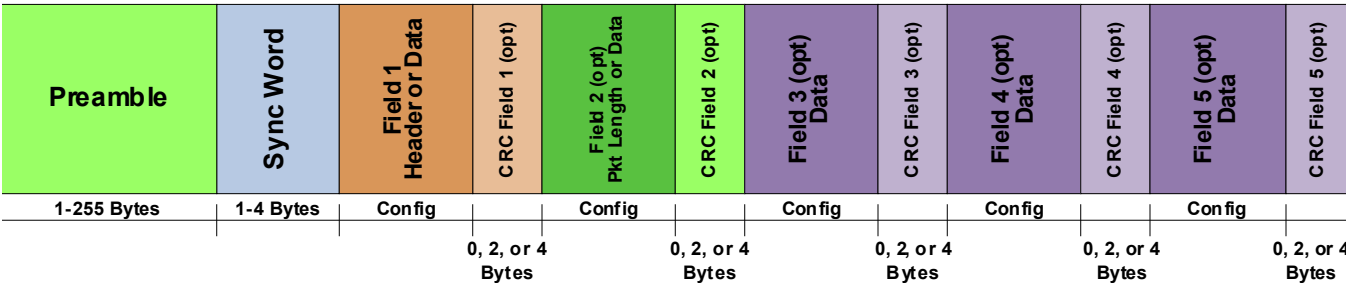 Preamble
Sync Word
Field 1
Header or Data
CRC Field 1 (opt)
Field 2 (opt)
Pkt Length or Data
CRC Field 2 (opt)
Field 3 (opt)
Data
CRC Field 3 (opt)
Field 4 (opt)
Data
CRC Field 4 (opt)
Field 5 (opt)
Data
CRC Field 5 (opt)
1-255 Bytes
1-4 Bytes
Config
Config
Config
Config
Config
0, 2, or 4
Bytes
0, 2, or 4
Bytes
0, 2, or 4
Bytes
0, 2, or 4
Bytes
0, 2, or 4
Bytes